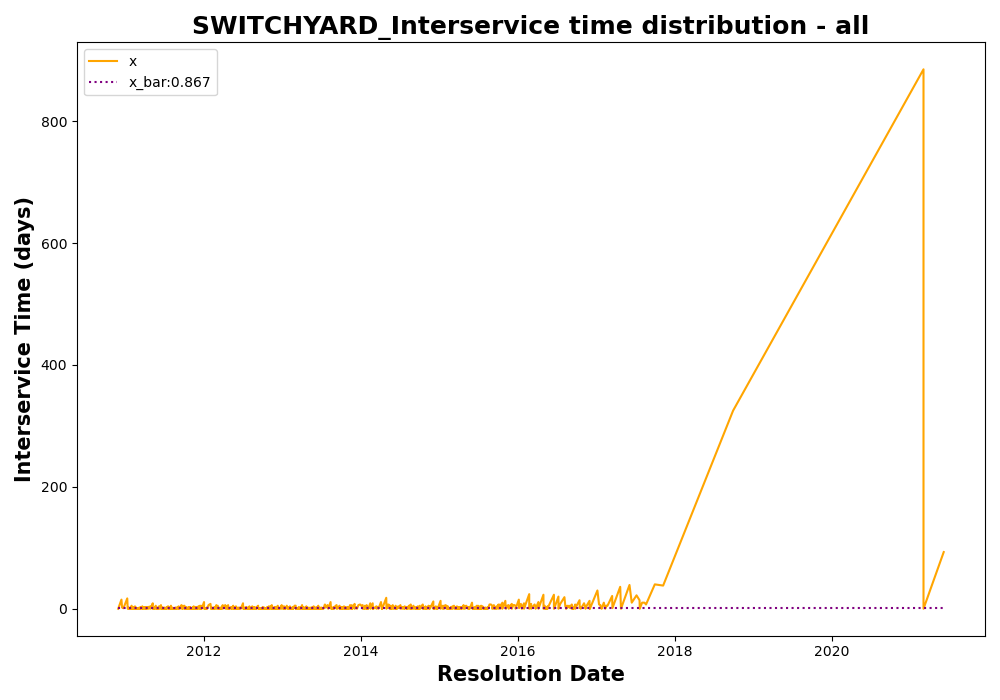 SWITCHYARD_Interservice time distribution - all
x
x_bar:0.867
Interservice Time (days)
800
600
400
200
0
2012 2014 2016 2018 2020
Resolution Date